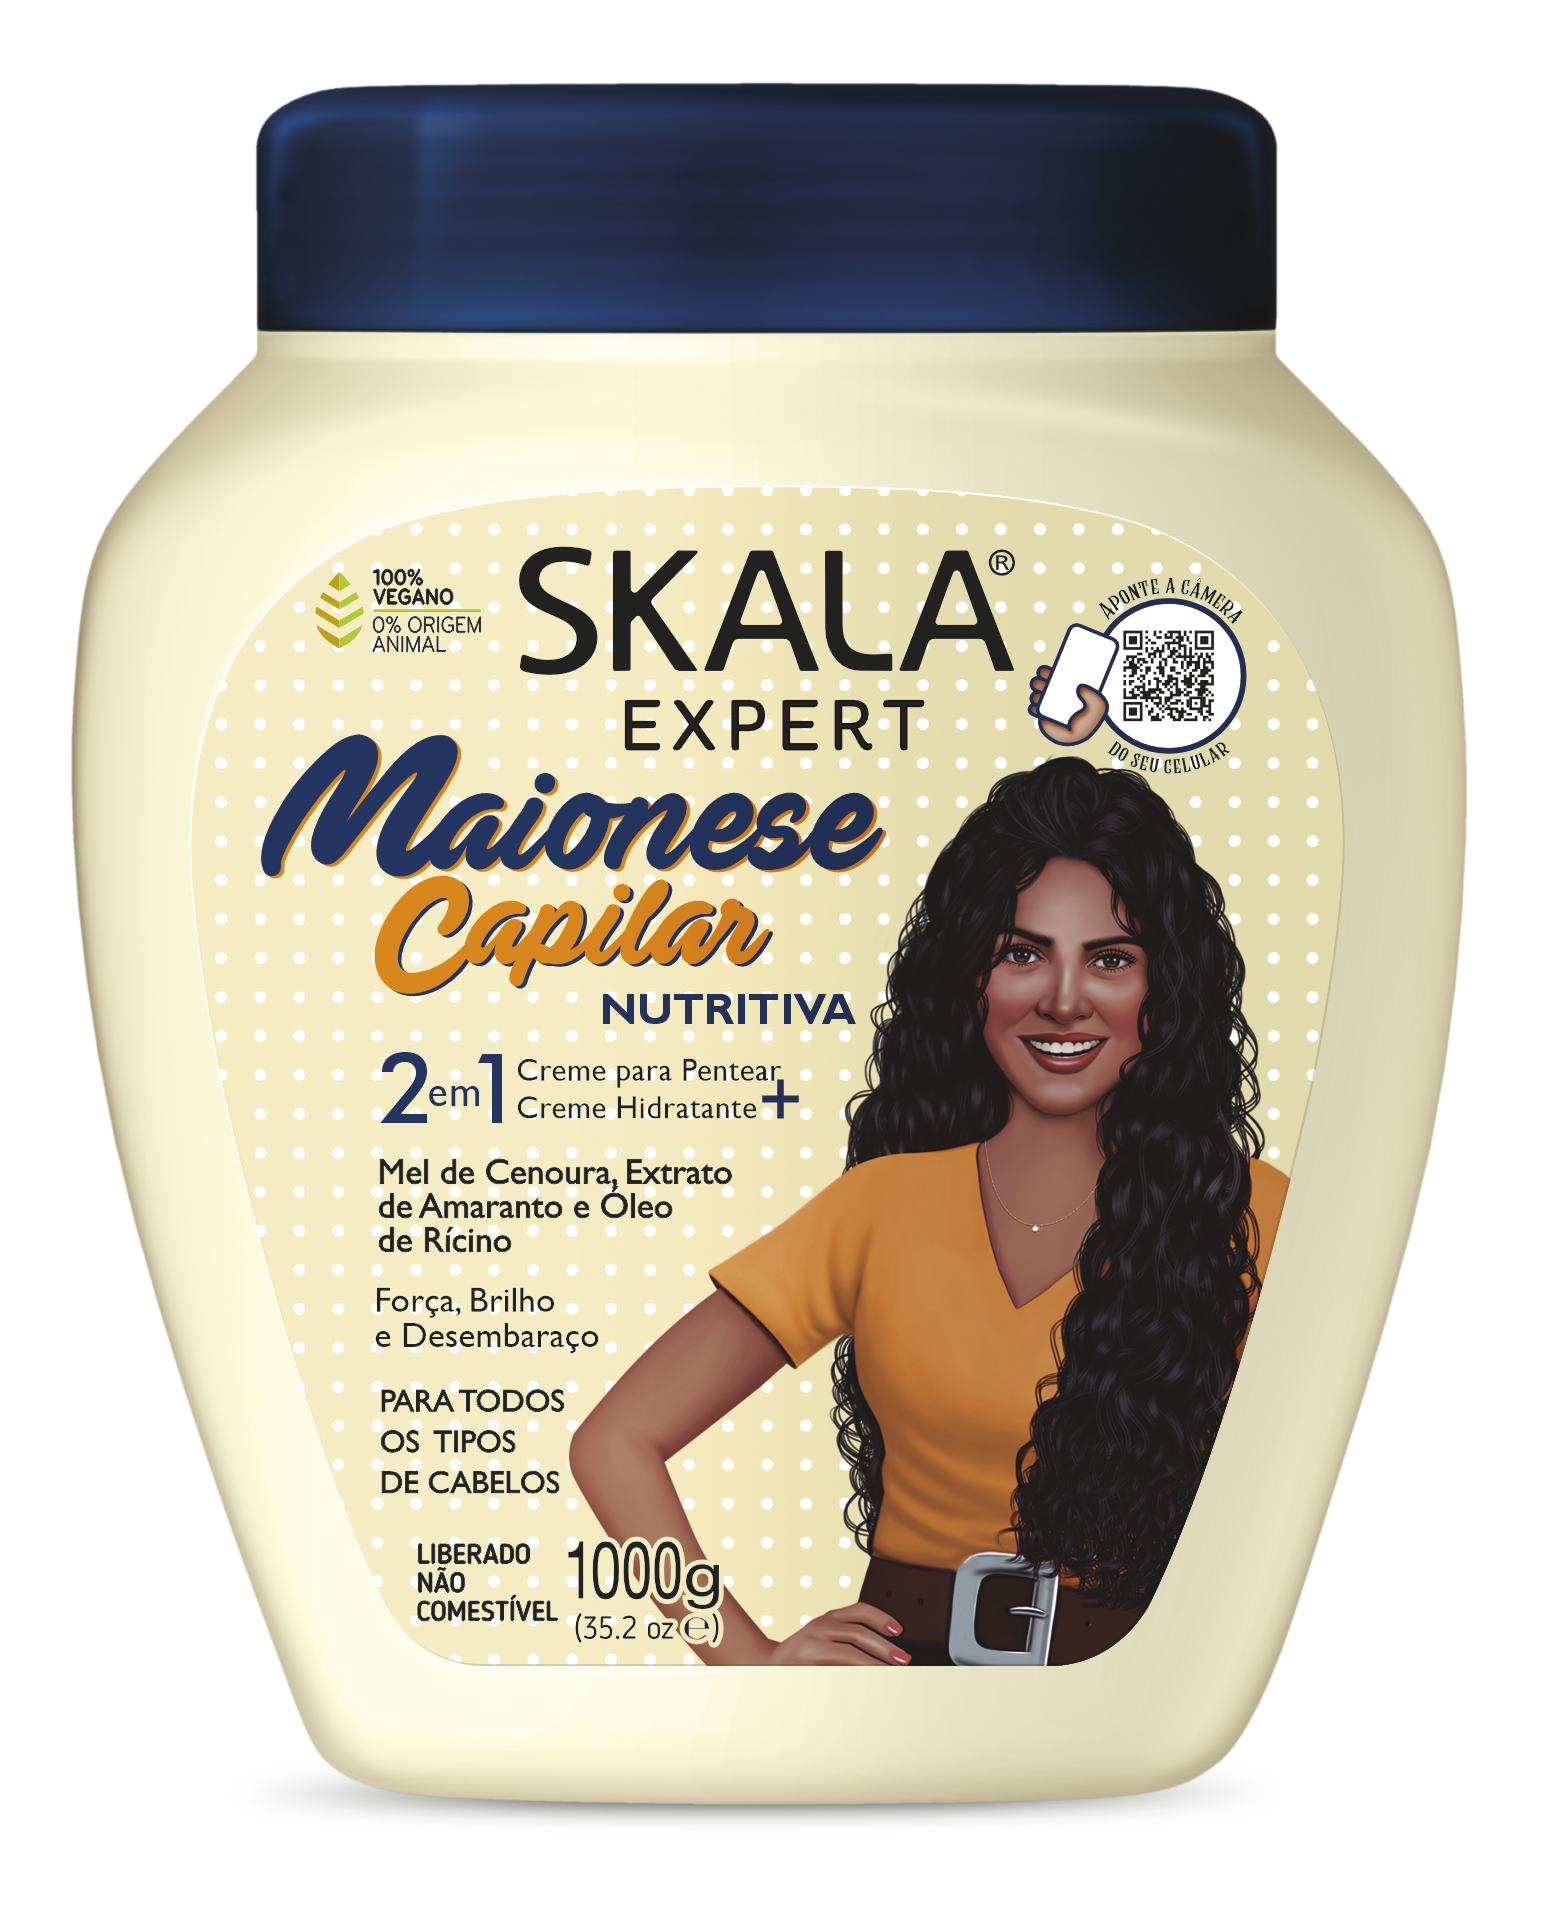 100%
VEGANO
0% ORIGEM
ANIMAL
SKALA®
EXPERT
APONTE A CÂMERA
DO SEU CELULAR
Maionese
Capilar
NUTRITIVA
2em1
Creme para Pentear
Creme Hidratante+
Mel de Cenoura, Extrato
de Amaranto e Óleo
de Rícino
Força, Brilho
e Desembaraço
PARA TODOS
OS TIPOS
DE CABELOS
LIBERADO
NÃO
COMESTÍVEL
1000g
(35.2 oz ℮)